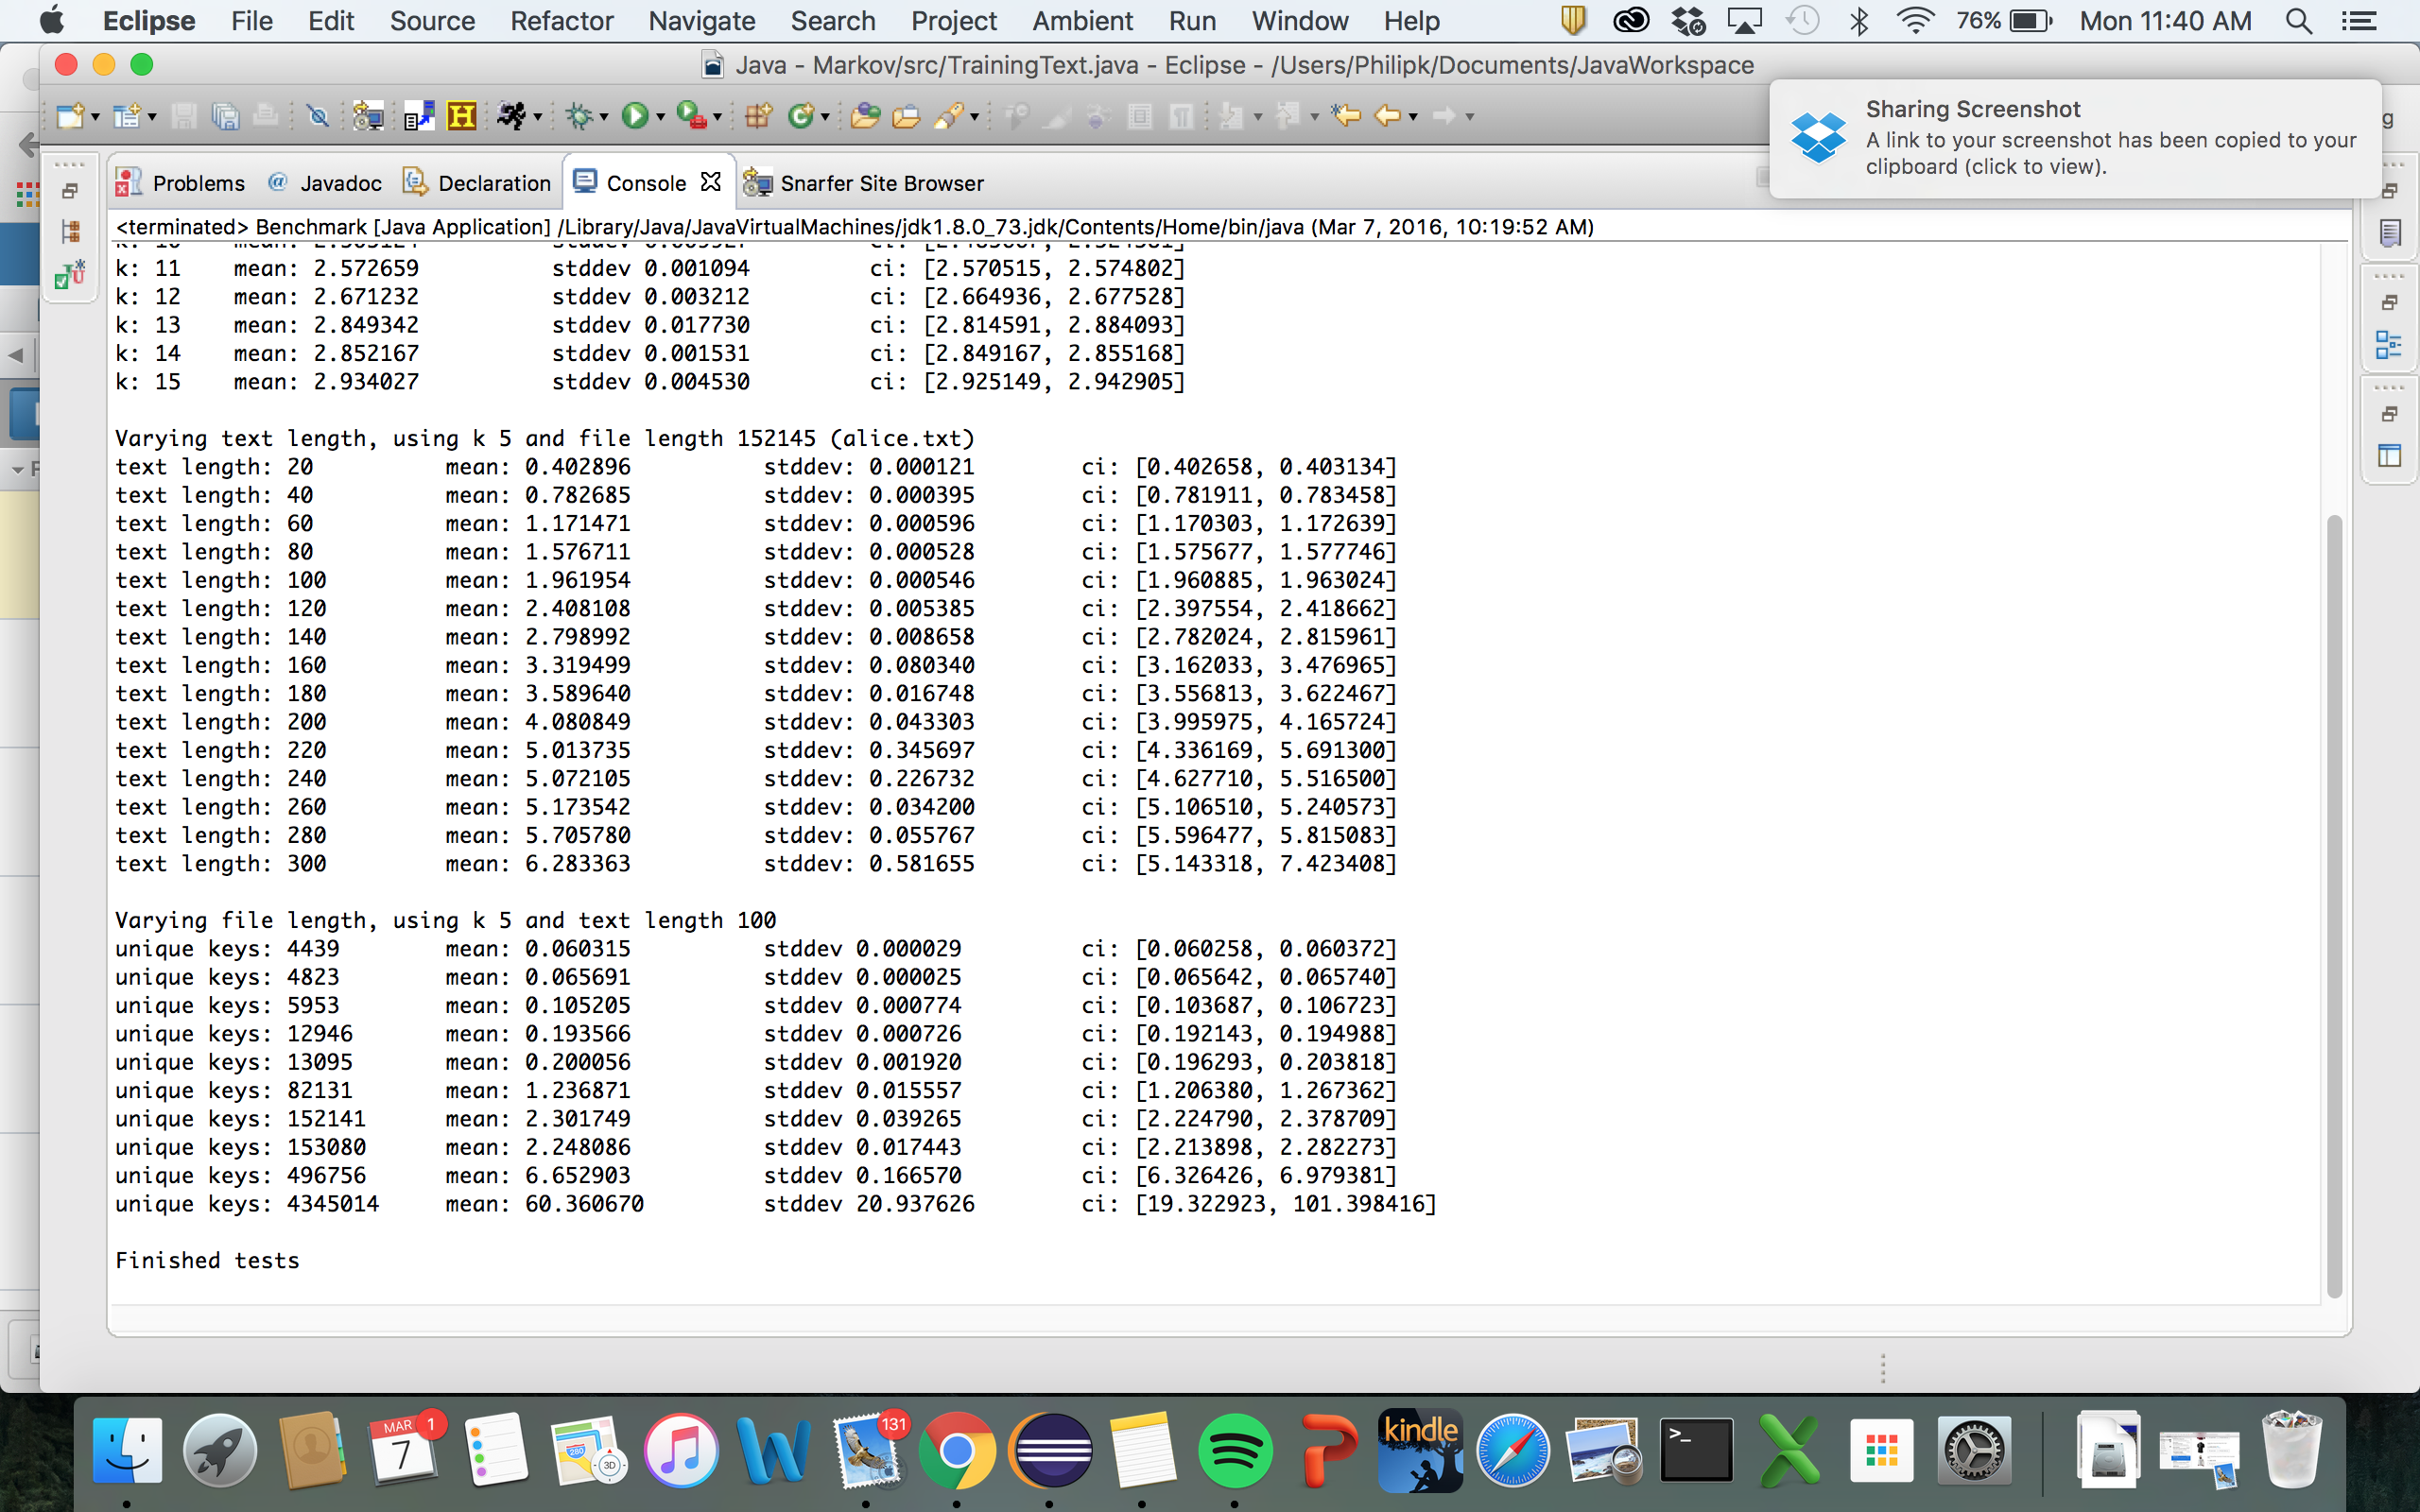 Eclipse File Edit Source Refactor Navigate Search Project Ambient Run Window Help 76% Mon 11:40 AM
Java - Markov/src/TrainingText.java - Eclipse - /Users/Philipk/Documents/JavaWorkspace
Sharing Screenshot
A link to your screenshot has been copied to your
clipboard (click to view).
Problems Javadoc Declaration Console Snarfer Site Browser
<terminated> Benchmark [Java Application] /Library/Java/JavaVirtualMachines/jdk1.8.0_73.jdk/Contents/Home/bin/java (Mar 7, 2016, 10:19:52 AM)
k: 11 mean: 2.572659 stddev 0.001094 ci: [2.570515, 2.574802]
k: 12 mean: 2.671232 stddev 0.003212 ci: [2.664936, 2.677528]
k: 13 mean: 2.849342 stddev 0.017730 ci: [2.814591, 2.884093]
k: 14 mean: 2.852167 stddev 0.001531 ci: [2.849167, 2.855168]
k: 15 mean: 2.934027 stddev 0.004530 ci: [2.925149, 2.942905]
Varying text length, using k 5 and file length 152145 (alice.txt)
text length: 20 mean: 0.402896 stddev: 0.000121 ci: [0.402658, 0.403134]
text length: 40 mean: 0.782685 stddev: 0.000395 ci: [0.781911, 0.783458]
text length: 60 mean: 1.171471 stddev: 0.000596 ci: [1.170303, 1.172639]
text length: 80 mean: 1.576711 stddev: 0.000528 ci: [1.575677, 1.577746]
text length: 100 mean: 1.961954 stddev: 0.000546 ci: [1.960885, 1.963024]
text length: 120 mean: 2.408108 stddev: 0.005385 ci: [2.397554, 2.418662]
text length: 140 mean: 2.798992 stddev: 0.008658 ci: [2.782024, 2.815961]
text length: 160 mean: 3.319499 stddev: 0.080340 ci: [3.162033, 3.476965]
text length: 180 mean: 3.589640 stddev: 0.016748 ci: [3.556813, 3.622467]
text length: 200 mean: 4.080849 stddev: 0.043303 ci: [3.995975, 4.165724]
text length: 220 mean: 5.013735 stddev: 0.345697 ci: [4.336169, 5.691300]
text length: 240 mean: 5.072105 stddev: 0.226732 ci: [4.627710, 5.516500]
text length: 260 mean: 5.173542 stddev: 0.034200 ci: [5.106510, 5.240573]
text length: 280 mean: 5.705780 stddev: 0.055767 ci: [5.596477, 5.815083]
text length: 300 mean: 6.283363 stddev: 0.581655 ci: [5.143318, 7.423408]
Varying file length, using k 5 and text length 100
unique keys: 4439 mean: 0.060315 stddev 0.000029 ci: [0.060258, 0.060372]
unique keys: 4823 mean: 0.065691 stddev 0.000025 ci: [0.065642, 0.065740]
unique keys: 5953 mean: 0.105205 stddev 0.000774 ci: [0.103687, 0.106723]
unique keys: 12946 mean: 0.193566 stddev 0.000726 ci: [0.192143, 0.194988]
unique keys: 13095 mean: 0.200056 stddev 0.001920 ci: [0.196293, 0.203818]
unique keys: 82131 mean: 1.236871 stddev 0.015557 ci: [1.206380, 1.267362]
unique keys: 152141 mean: 2.301749 stddev 0.039265 ci: [2.224790, 2.378709]
unique keys: 153080 mean: 2.248086 stddev 0.017443 ci: [2.213898, 2.282273]
unique keys: 496756 mean: 6.652903 stddev 0.166570 ci: [6.326426, 6.979381]
unique keys: 4345014 mean: 60.360670 stddev 20.937626 ci: [19.322923, 101.398416]
Finished tests
MAR 1
7
280
3D
131
kindle